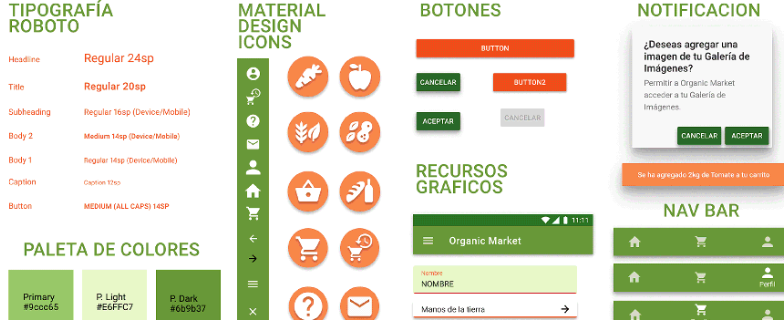 TIPOGRAFÍA
ROBOTO
Headline Regular 24sp
Title Regular 20sp
Subheading Regular 16sp (Device/Mobile)
Body 2 Medium 14sp (Device/Mobile)
Body 1 Regular 14sp (Device/Mobile)
Caption Caption 12sp
Button MEDIUM (ALL CAPS) 14SP
PALETA DE COLORES
Primary
#9ccc65
P. Light
#E6FFC7
P. Dark
#6b9b37
MATERIAL
DESIGN
ICONS
BOTONES
BUTTON
CANCELAR
BUTTON2
ACEPTAR
CANCELAR
RECURSOS
GRAFICOS
11:11
Organic Market
Nombre
NOMBRE
Manos de la tierra
NOTIFICACION
¿Deseas agregar una
imagen de tu Galería de
Imágenes?
Permitir a Organic Market
acceder a tu Galería de
Imágenes.
CANCELAR ACEPTAR
Se ha agregado 2kg de Tomate a tu carrito
NAV BAR
Perfil